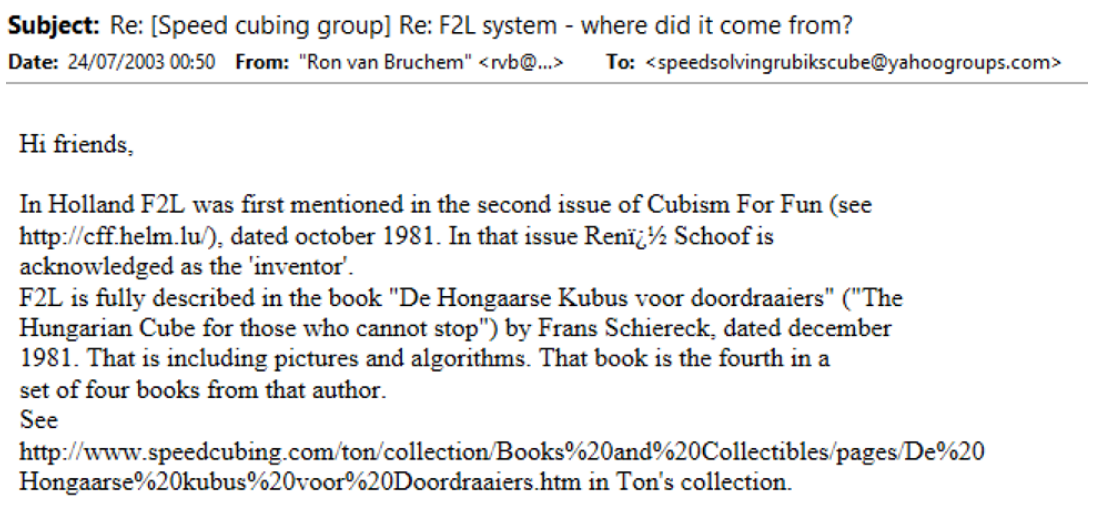 Subject: Re: [Speed cubing group] Re: F2L system - where did it come from?
Date: 24/07/2003 00:50 From: "Ron van Bruchem" <rvb@...> To: <speedsolvingrubikscube@yahoogroups.com>
Hi friends,
In Holland F2L was first mentioned in the second issue of Cubism For Fun (see
http://cff.helm.lu/), dated october 1981. In that issue Renï¿½ Schoof is
acknowledged as the 'inventor'.
F2L is fully described in the book "De Hongaarse Kubus voor doordraaiers" ("The
Hungarian Cube for those who cannot stop") by Frans Schiereck, dated december
1981. That is including pictures and algorithms. That book is the fourth in a
set of four books from that author.
See
http://www.speedcubing.com/ton/collection/Books%20and%20Collectibles/pages/De%20
Hongaarse%20kubus%20voor%20Doordraaiers.htm in Ton's collection.